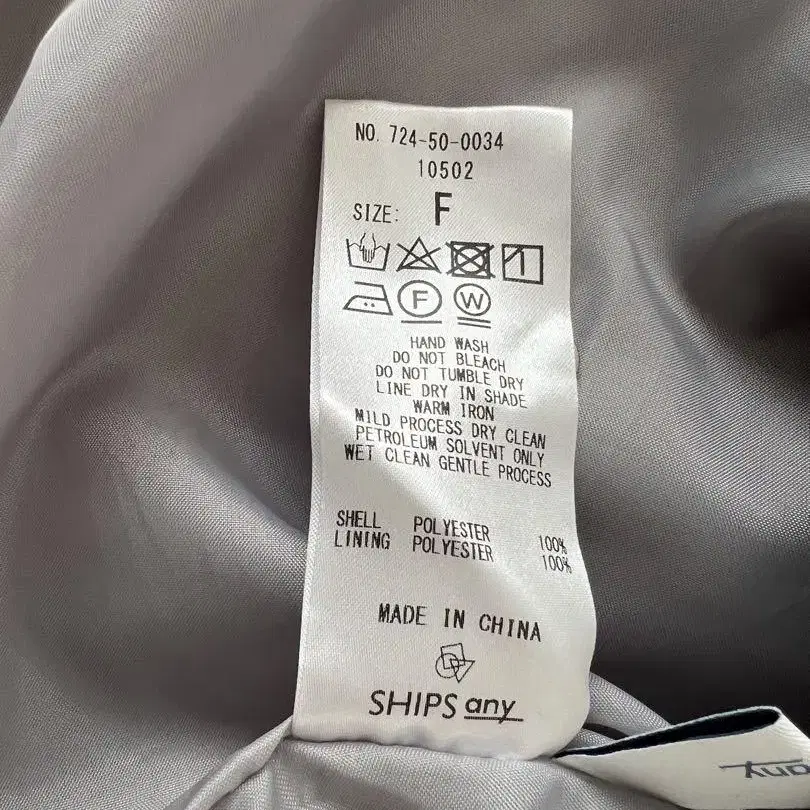 NO. 724-50-0034
10502
SIZE: F
F W
HAND WASH
DO NOT BLEACH
DO NOT TUMBLE DRY
LINE DRY IN SHADE
WARM IRON
MILD PROCESS DRY CLEAN
PETROLEUM SOLVENT ONLY
WET CLEAN GENTLE PROCESS
SHELL POLYESTER 100%
LINING POLYESTER 100%
MADE IN CHINA
SHIPS any
any